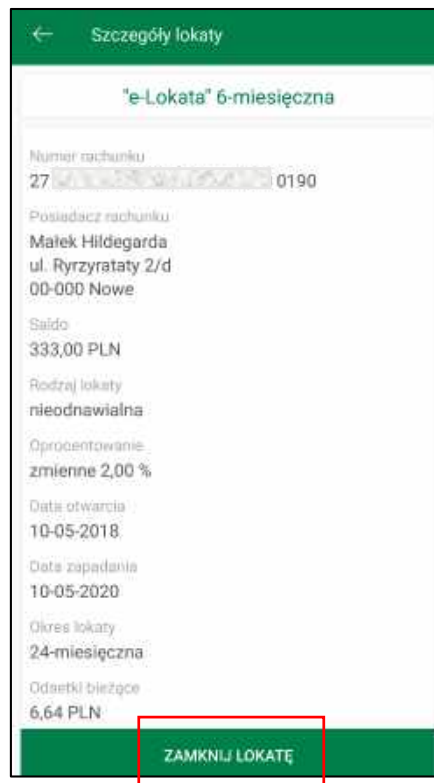 Szczegóły lokaty
"e-Lokata" 6-miesięczna
Numer rachunku
27 0190
Posiadacz rachunku
Małek Hildegarda
ul. Ryrzyrataty 2/d
00-000 Nowe
Saldo
333,00 PLN
Rodzaj lokaty
nieodnawialna
Oprocentowanie
zmienne 2,00 %
Data otwarcia
10-05-2018
Data zapadania
10-05-2020
Okres lokaty
24-miesięczna
Odsetki bieżące
6,64 PLN
ZAMKNIJ LOKATĘ